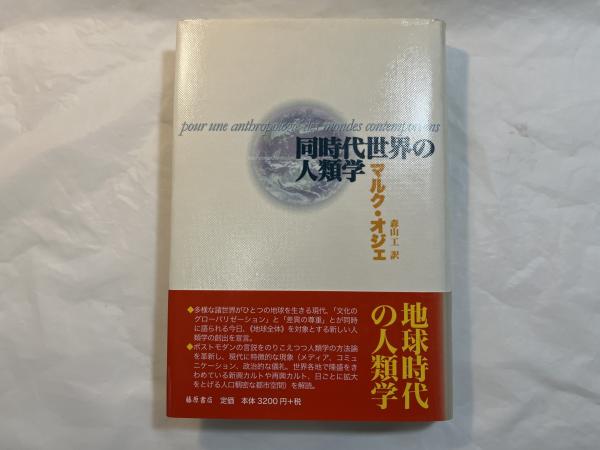 pour une anthropologie des mondes contemporains
同時代世界の
人類学
マルク・オジェ
森山工 訳
地球時代
の人類学
◆多様な諸世界がひとつの地球を生きる現代、「文化の
グローバリゼーション」と「差異の尊重」とが同時
に語られる今日、《地球全体》を対象とする新しい人
類学の創出を宣言。
◆ポストモダンの言説をのりこえつつ人類学の方法論
を革新し、現代に特徴的な現象(メディア、コミュ
ニケーション、政治的な儀礼、世界各地で隆盛をき
わめている新興カルトや再興カルト、日ごとに拡大
をとげる人口稠密な都市空間)を解読。
藤原書店 定価 本体3200円+税